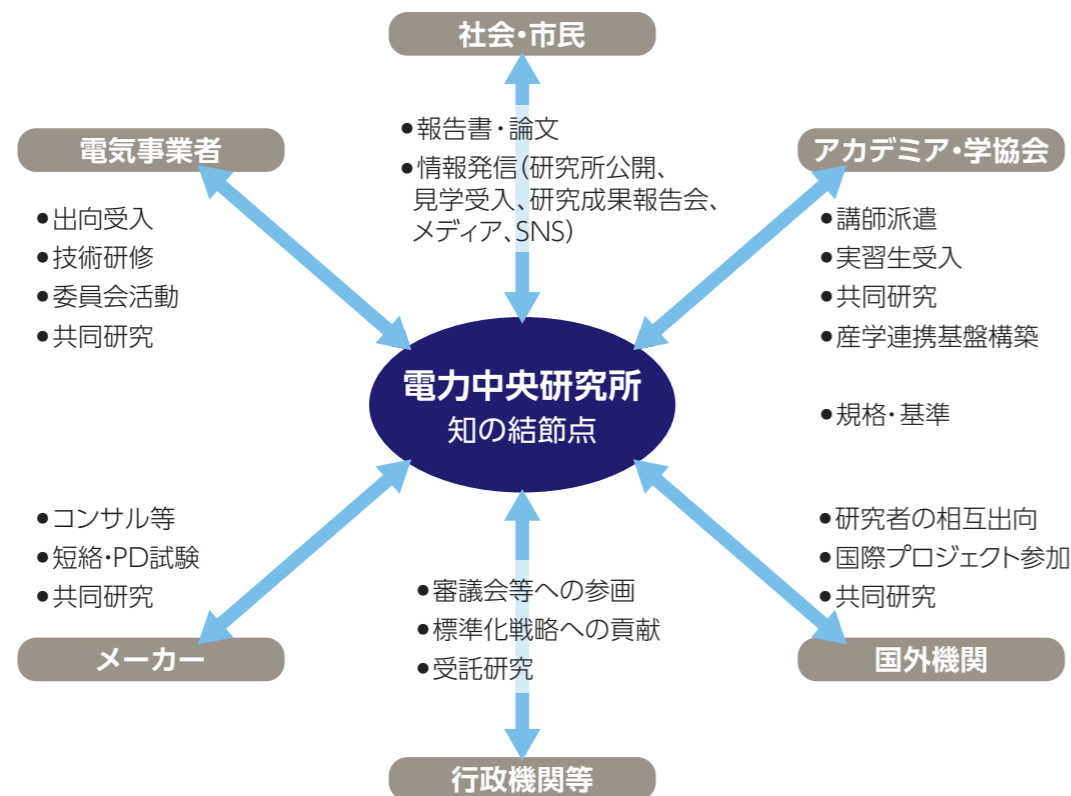 社会・市民
●報告書・論文
●情報発信（研究所公開、
見学受入、研究成果報告会、
メディア、SNS）
電気事業者
●出向受入
●技術研修
●委員会活動
●共同研究
アカデミア・学協会
●講師派遣
●実習生受入
●共同研究
●産学連携基盤構築
●規格・基準
電力中央研究所
知の結節点
●コンサル等
●短絡・PD試験
●共同研究
メーカー
●審議会等への参画
●標準化戦略への貢献
●受託研究
行政機関等
●研究者の相互出向
●国際プロジェクト参加
●共同研究
国外機関